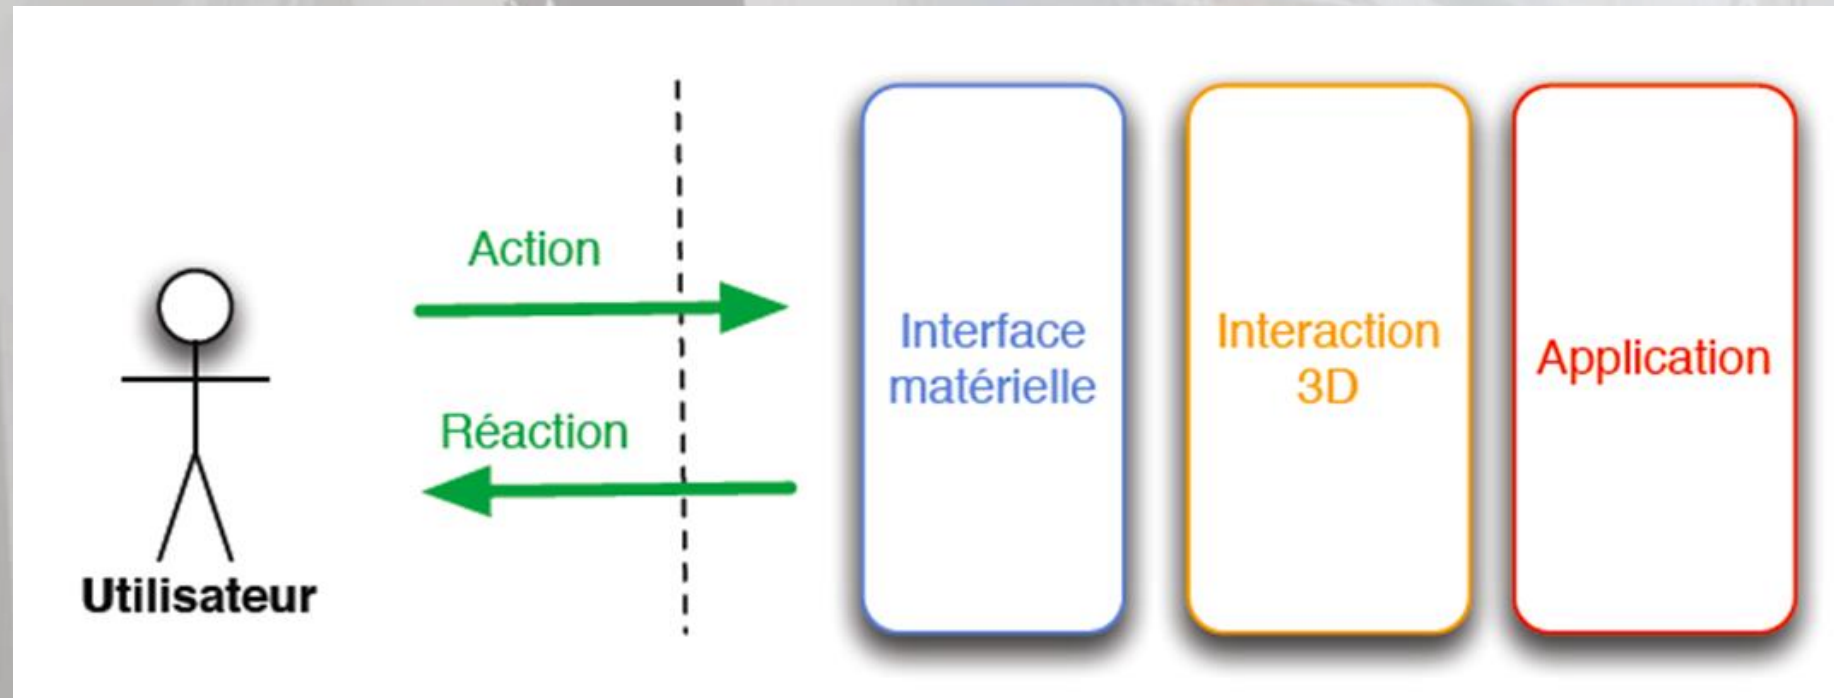 Action
Réaction
Utilisateur
Interface
matérielle
Interaction
3D
Application